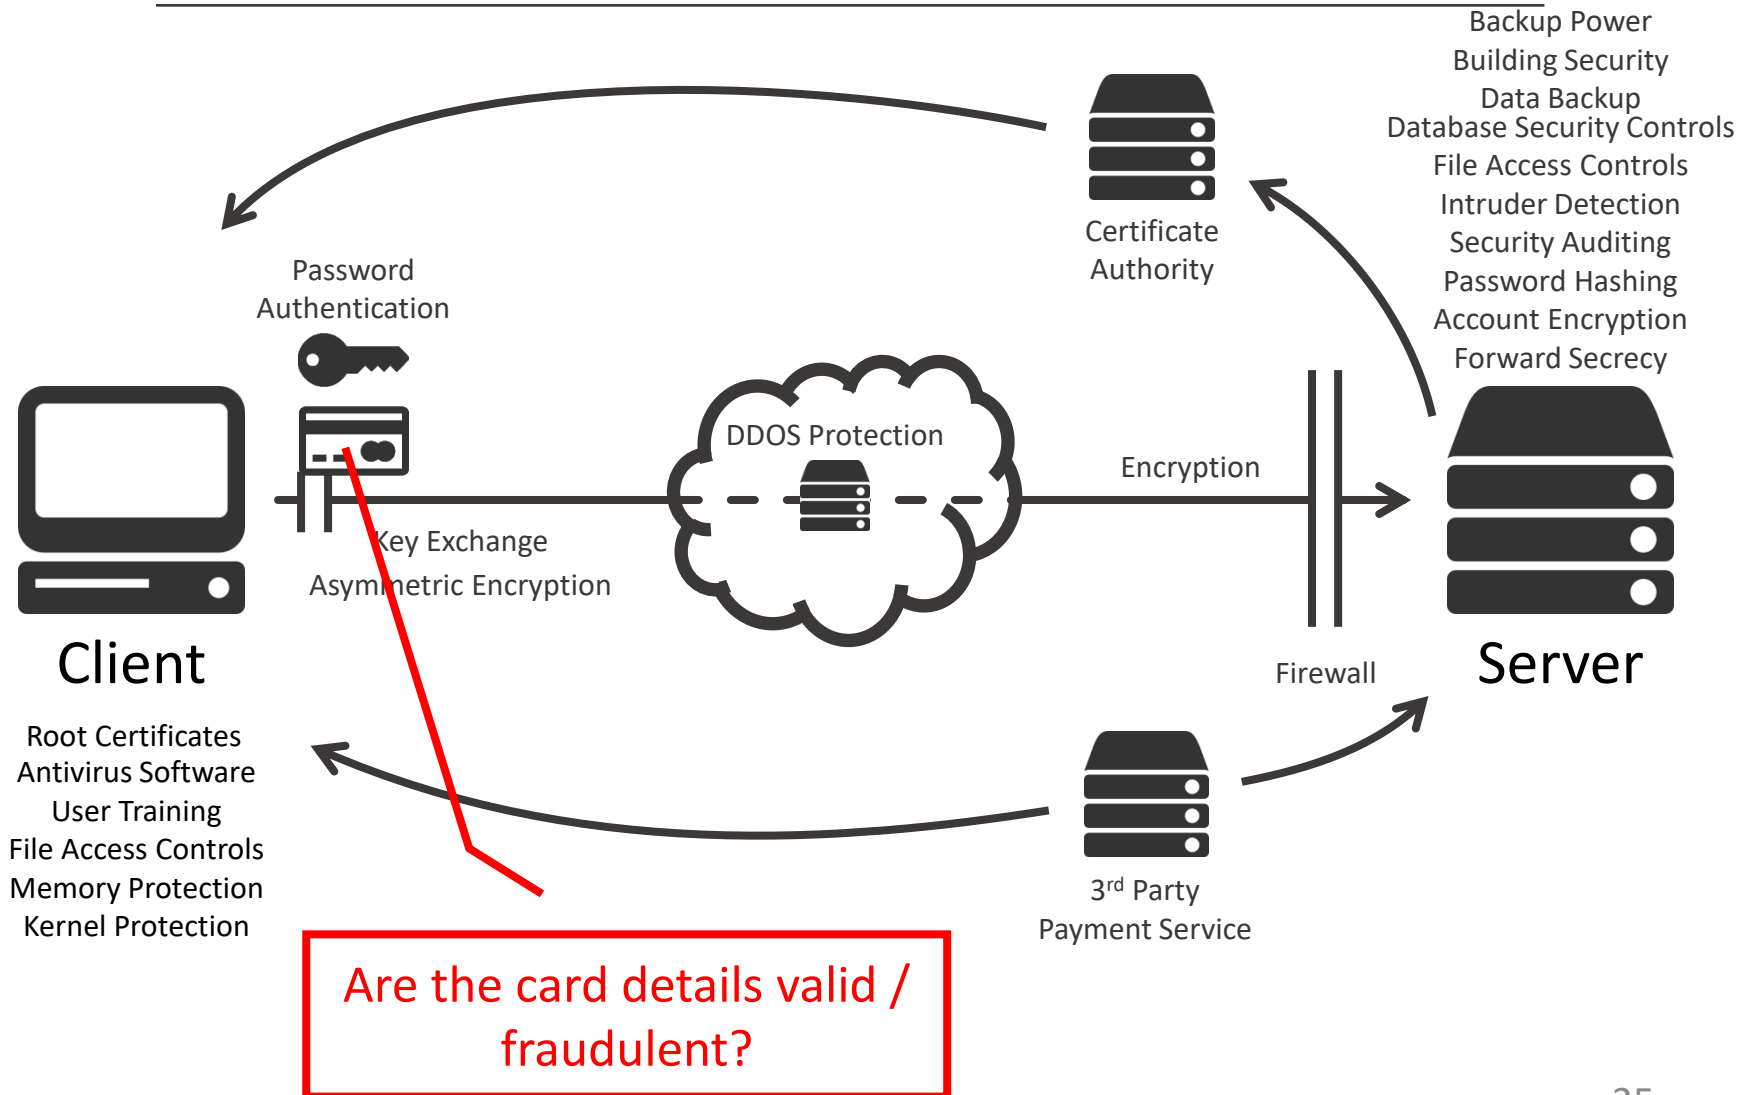 Backup Power
Building Security
Data Backup
Database Security Controls
File Access Controls
Intruder Detection
Security Auditing
Password Hashing
Account Encryption
Forward Secrecy
Certificate
Authority
Password
Authentication
DDOS Protection
Encryption
Key Exchange
Asymmetric Encryption
Client
Firewall
Server
Root Certificates
Antivirus Software
User Training
File Access Controls
Memory Protection
Kernel Protection
3rd Party
Payment Service
Are the card details valid /
fraudulent?